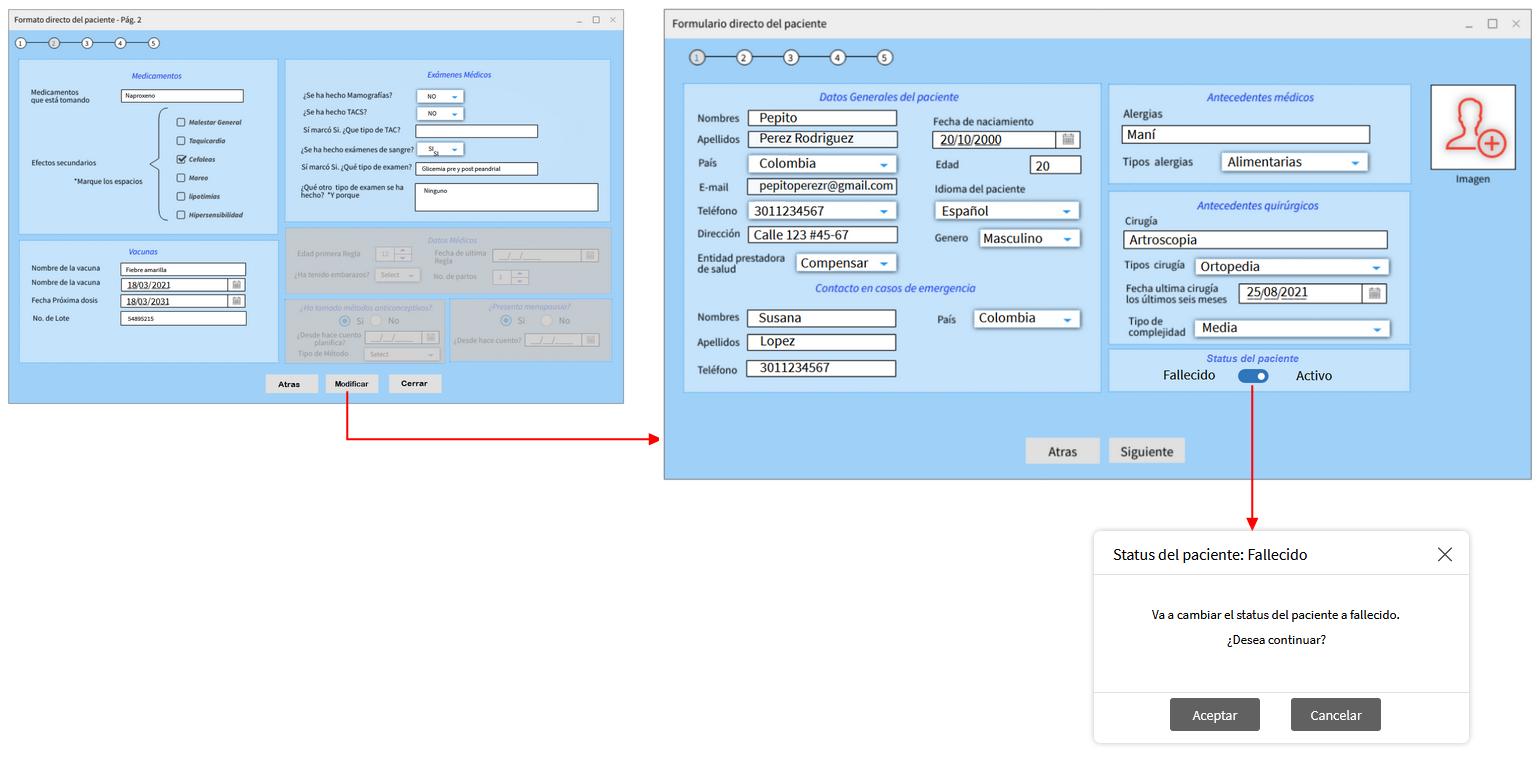 Formato directo del paciente - Pág. 2
1 2 3 4 5
Medicamentos
Medicamentos
que está tomando
Naproxeno
Efectos secundarios
*Marque los espacios
Malestar General
Taquicardia
Cefaleas
Mareo
lipotimias
Hipersensibilidad
Exámenes Médicos
¿Se ha hecho Mamografías? NO
¿Se ha hecho TACS? NO
Sí marcó Si. ¿Que tipo de TAC?
¿Se ha hecho exámenes de sangre? SI
SI
Sí marcó Si. ¿Qué tipo de examen? Glicemia pre y post peandrial
¿Qué otro tipo de examen se ha
hecho? *Y porque
Ninguno
Vacunas
Nombre de la vacuna Fiebre amarilla
Nombre de la vacuna 18/03/2021
Fecha Próxima dosis 18/03/2031
No. de Lote 54895215
Datos Médicos
Edad primera Regla 12
Fecha de ultima
Regla
__/__/____
¿Ha tenido embarazos? Select
No. de partos 1
¿Ha tomado métodos anticonceptivos?
Si No
¿Desde hace cuento
planifica?
__/__/____
Tipo de Método Select
¿Presenta menopausia?
Si No
¿Desde hace cuento? __/__/____
Atras Modificar Cerrar
Formulario directo del paciente
1 2 3 4 5
Datos Generales del paciente
Nombres Pepito
Apellidos Perez Rodriguez
País Colombia
E-mail pepitoperezr@gmail.com
Teléfono 3011234567
Dirección Calle 123 #45-67
Entidad prestadora
de salud
Compensar
Fecha de naciamiento
20/10/2000
Edad 20
Idioma del paciente
Español
Genero Masculino
Contacto en casos de emergencia
Nombres Susana
Apellidos Lopez
Teléfono 3011234567
País Colombia
Antecedentes médicos
Alergias
Maní
Tipos alergias Alimentarias
Imagen
Antecedentes quirúrgicos
Cirugía
Artroscopia
Tipos cirugía Ortopedia
Fecha ultima cirugía
los últimos seis meses
25/08/2021
Tipo de
complejidad
Media
Status del paciente
Fallecido Activo
Atras Siguiente
Status del paciente: Fallecido
Va a cambiar el status del paciente a fallecido.
¿Desea continuar?
Aceptar Cancelar